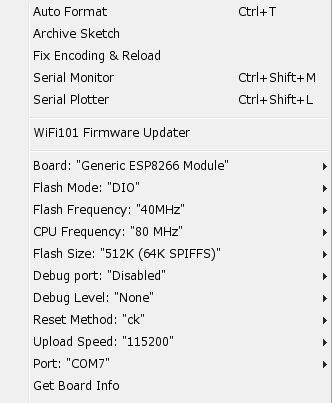 Auto Format Ctrl+T
Archive Sketch
Fix Encoding & Reload
Serial Monitor Ctrl+Shift+M
Serial Plotter Ctrl+Shift+L
WiFi101 Firmware Updater
Board: "Generic ESP8266 Module"
Flash Mode: "DIO"
Flash Frequency: "40MHz"
CPU Frequency: "80 MHz"
Flash Size: "512K (64K SPIFFS)"
Debug port: "Disabled"
Debug Level: "None"
Reset Method: "ck"
Upload Speed: "115200"
Port: "COM7"
Get Board Info